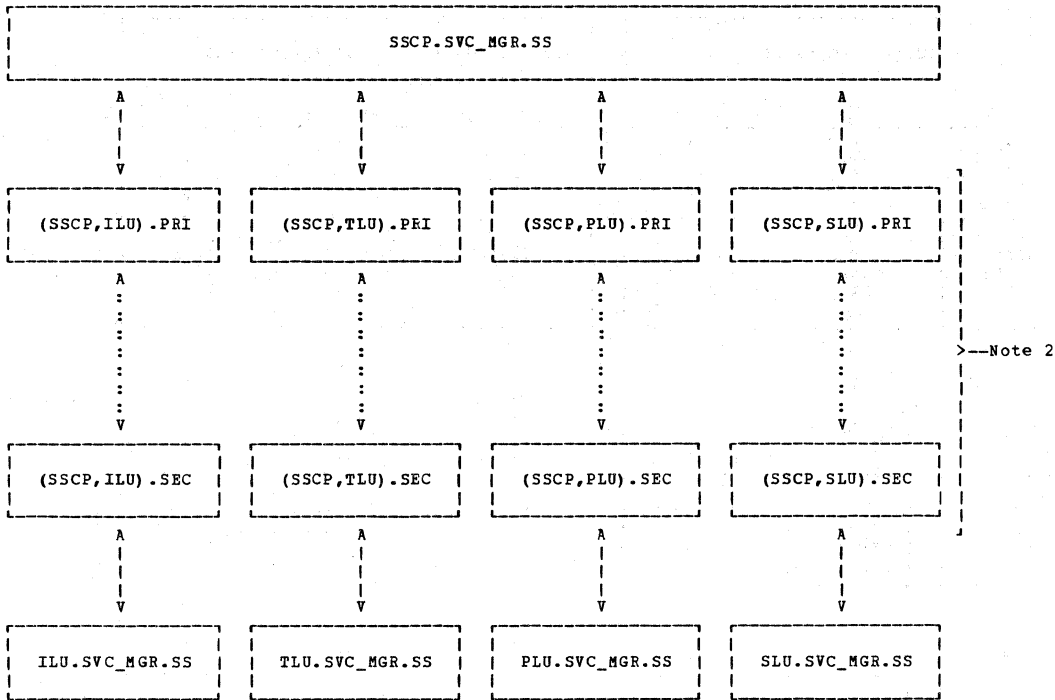 SSCP.SVC_MGR.SS
(SSCP,ILU).PRI (SSCP,TLU).PRI (SSCP,PLU).PRI (SSCP,SLU).PRI
>--Note 2
(SSCP,ILU).SEC (SSCP,TLU).SEC (SSCP,PLU).SEC (SSCP,SLU).SEC
ILU.SVC_MGR.SS TLU.SVC_MGR.SS PLU.SVC_MGR.SS SLU.SVC_MGR.SS